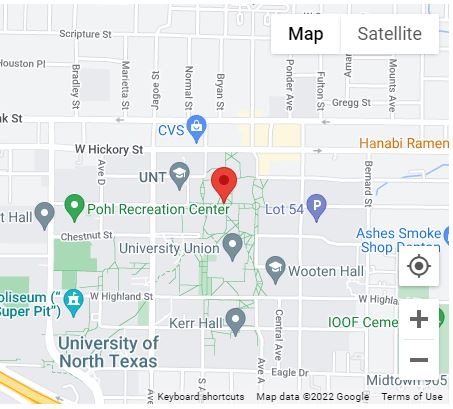 Scripture St
Map
Satellite
Houston Pl
Bradley St
Marietta St
Jagoe St
Normal St
Bryan St
Ponder Ave
Fulton St
Mounts Ave
Gregg St
ak St
CVS
W Hickory St
Hanabi Ramen
Ave D
UNT
Bernard St
Pohl Recreation Center
Lot 54
t Hall
Chestnut St
University Union
Ashes Smoke
Shop Denton
Wooten Hall
oliseum ("
Super Pit")
W Highland St
W Highla
Kerr Hall
Central Ave
IOOF Ceme
University of
North Texas
Ave A
Eagle Dr
Midtown 905
Keyboard shortcuts
Map data ©2022 Google
Terms of Use